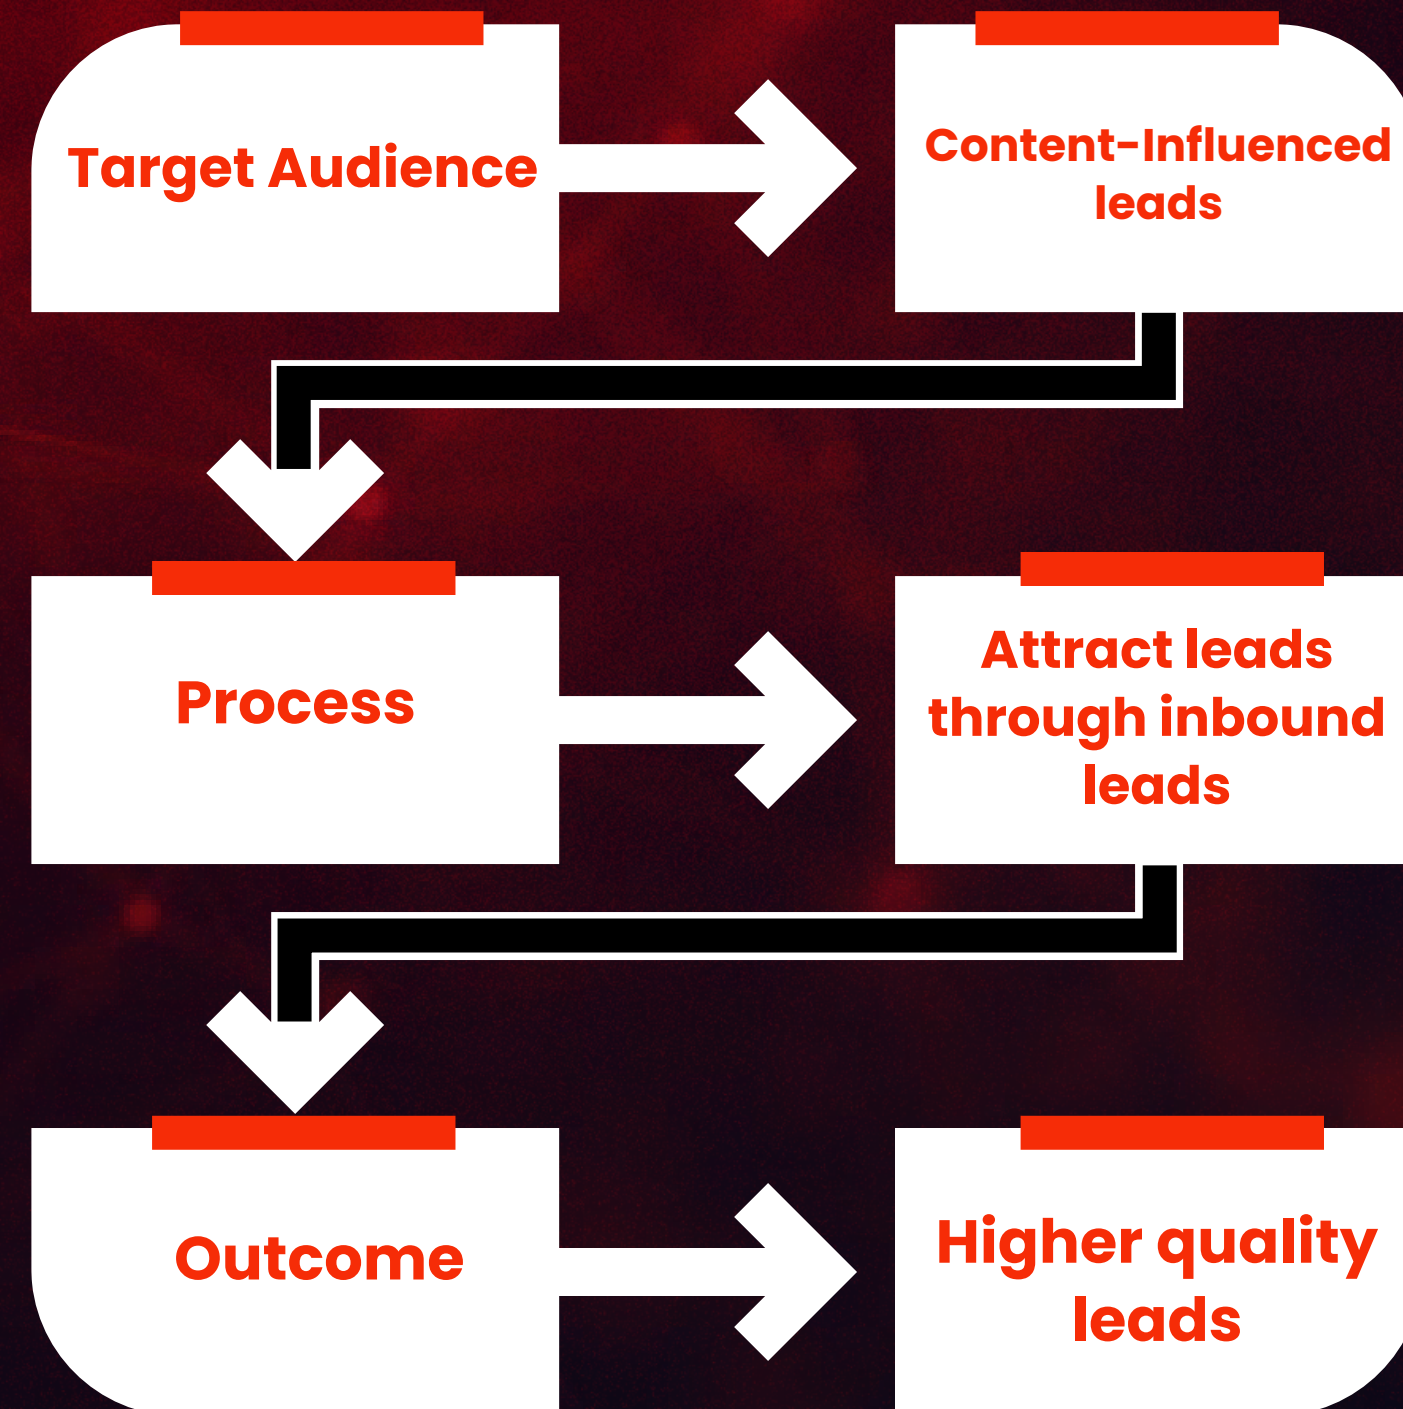 Target Audience
Content-Influenced
leads
Process
Attract leads
through inbound
leads
Outcome
Higher quality
leads